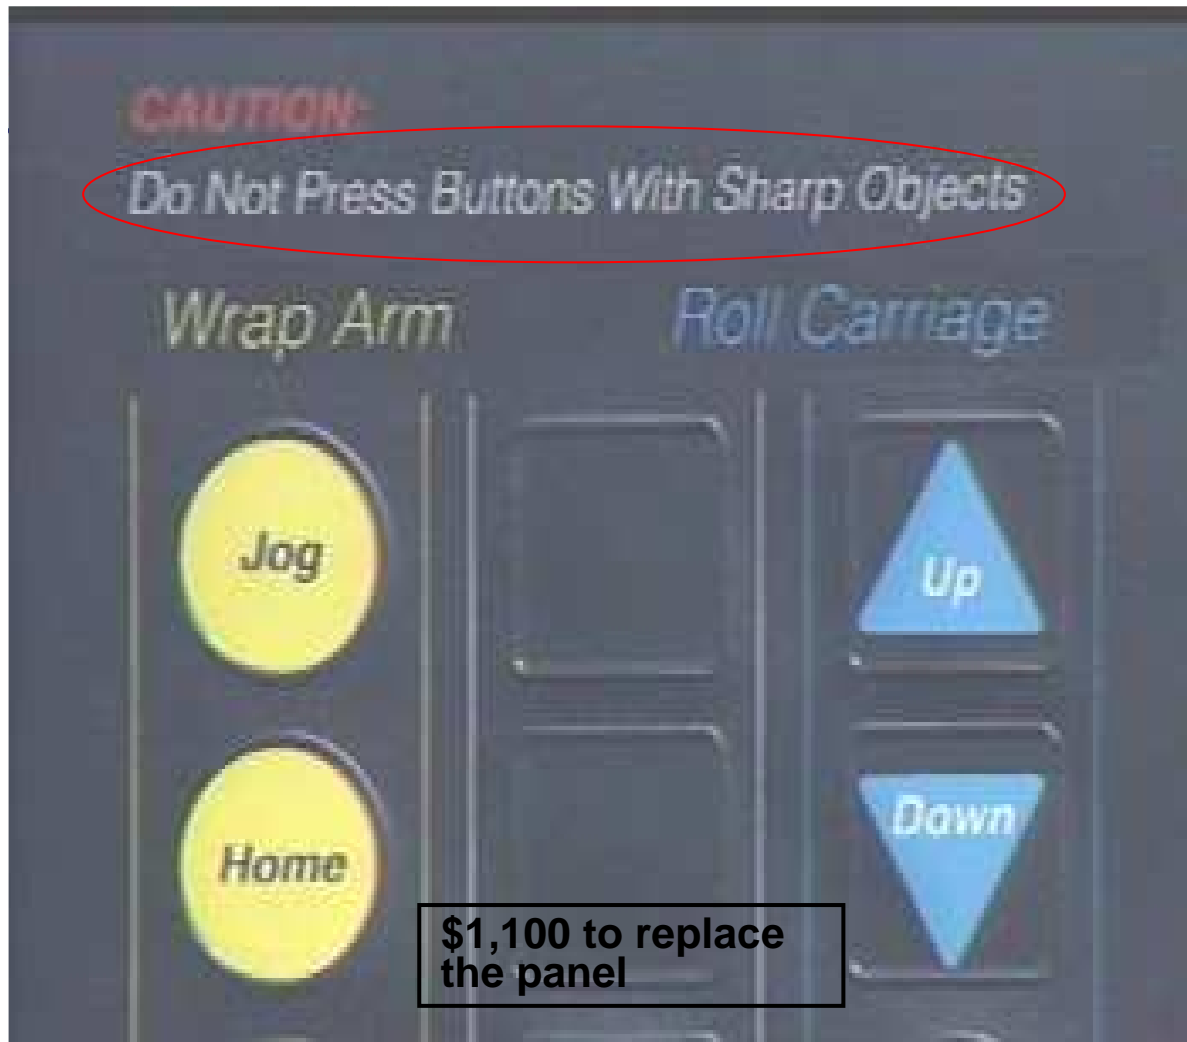 CAUTION:
Do Not Press Buttons With Sharp Objects
Wrap Arm
Roll Carriage
Jog
Up
Home
Down
$1,100 to replace
the panel